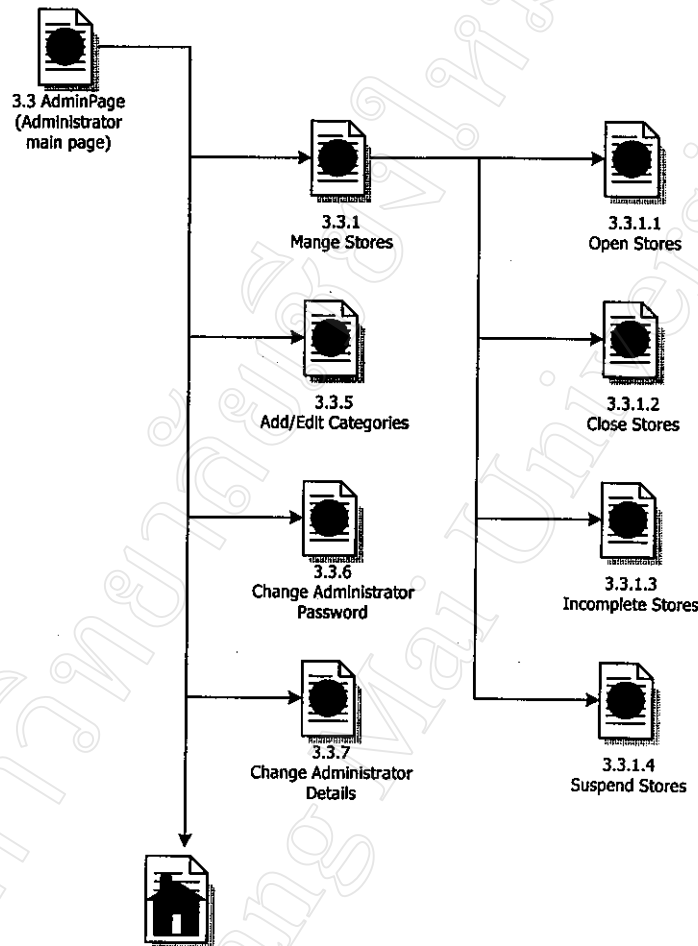 3.3 AdminPage
(Administrator
main page)
3.3.1
Mange Stores
3.3.1.1
Open Stores
3.3.5
Add/Edit Categories
3.3.1.2
Close Stores
3.3.6
Change Administrator
Password
3.3.1.3
Incomplete Stores
3.3.7
Change Administrator
Details
3.3.1.4
Suspend Stores